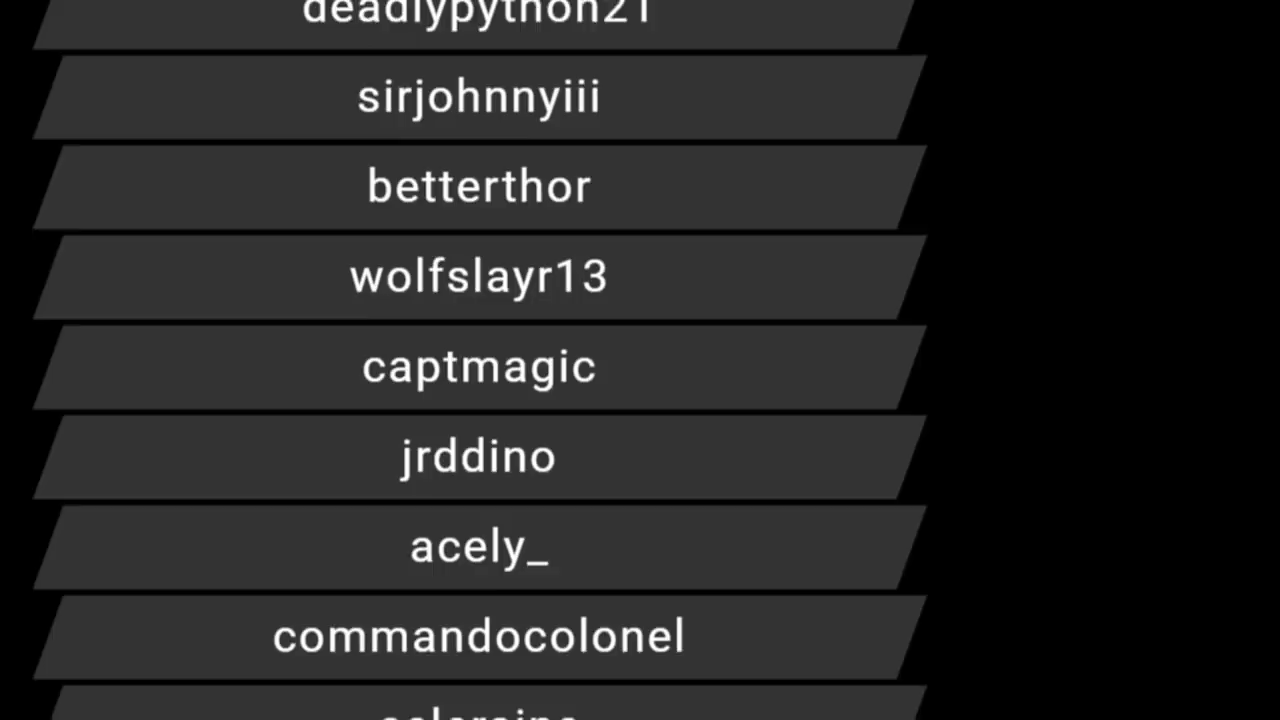 deadlypython21
sirjohnnyiii
betterthor
wolfslayr13
captmagic
jrddino
acely_
commandocolonel